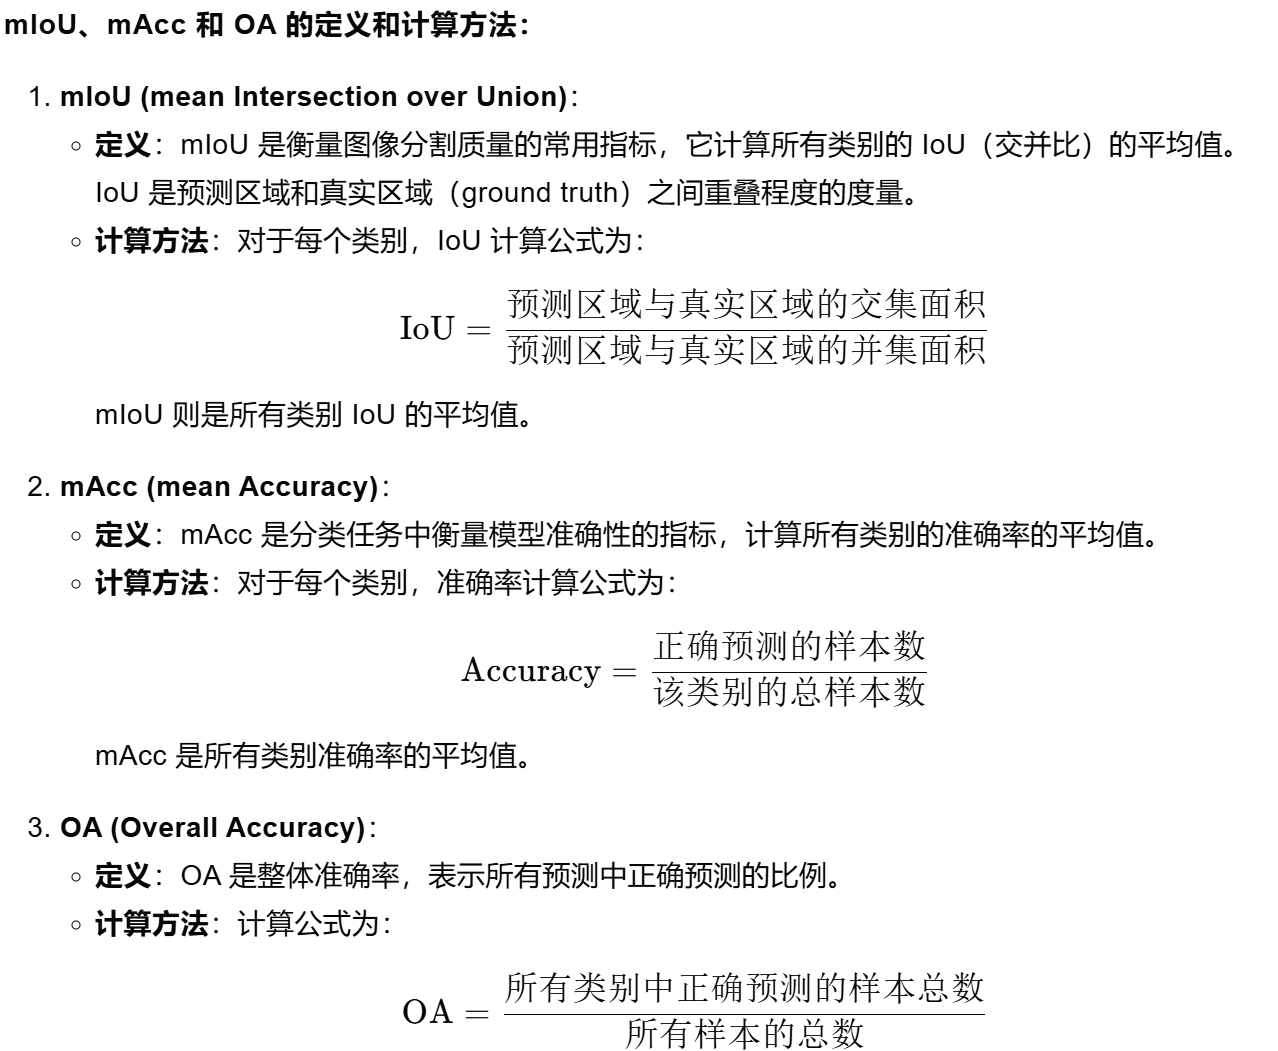 mIoU、mAcc 和 OA 的定义和计算方法：
1. mIoU (mean Intersection over Union)：
◦ 定义：mIoU 是衡量图像分割质量的常用指标，它计算所有类别的 IoU（交并比）的平均值。
IoU 是预测区域和真实区域（ground truth）之间重叠程度的度量。
◦ 计算方法：对于每个类别，IoU 计算公式为：
预测区域与真实区域的交集面积
IoU =
预测区域与真实区域的并集面积
mIoU 则是所有类别 IoU 的平均值。
2. mAcc (mean Accuracy)：
◦ 定义：mAcc 是分类任务中衡量模型准确性的指标，计算所有类别的准确率的平均值。
◦ 计算方法：对于每个类别，准确率计算公式为：
正确预测的样本数
Accuracy =
该类别的总样本数
mAcc 是所有类别准确率的平均值。
3. OA (Overall Accuracy)：
◦ 定义：OA 是整体准确率，表示所有预测中正确预测的比例。
◦ 计算方法：计算公式为：
所有类别中正确预测的样本总数
OA =
所有样本的总数